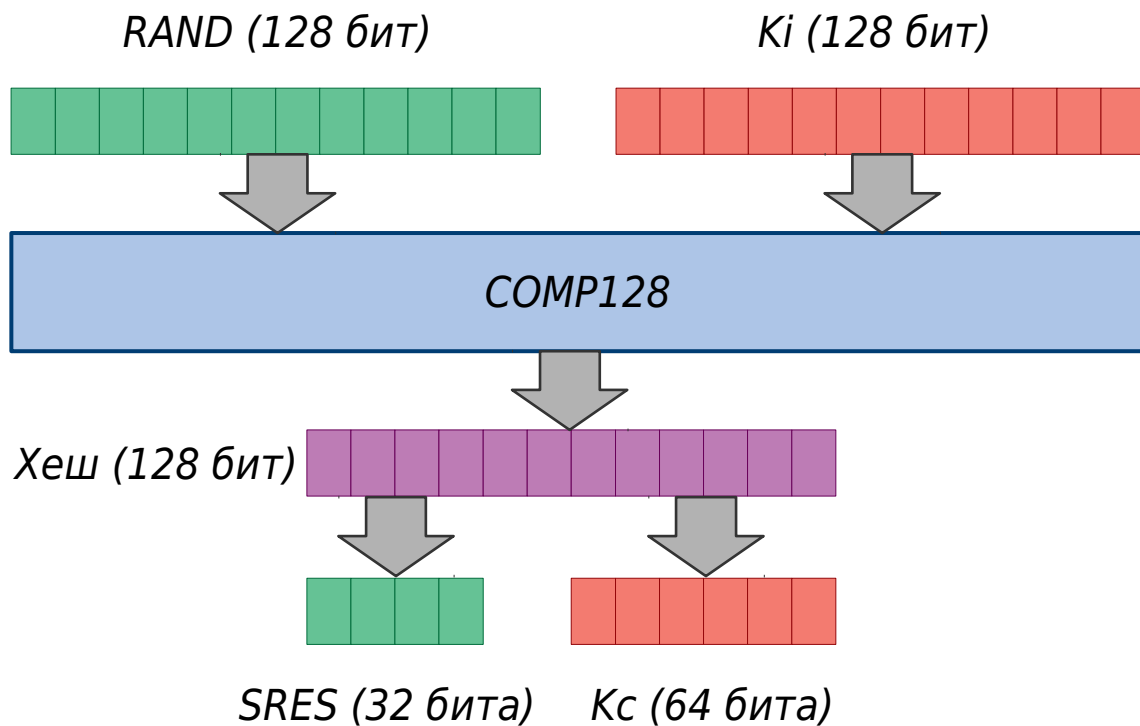 RAND (128 бит)
Ki (128 бит)
COMP128
Хеш (128 бит)
SRES (32 бита)
Kc (64 бита)